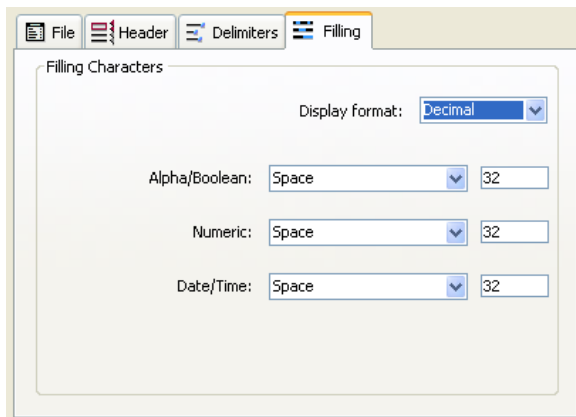 File Header Delimiters Filling
Filling Characters
Display format: Decimal
Alpha/Boolean: Space 32
Numeric: Space 32
Date/Time: Space 32